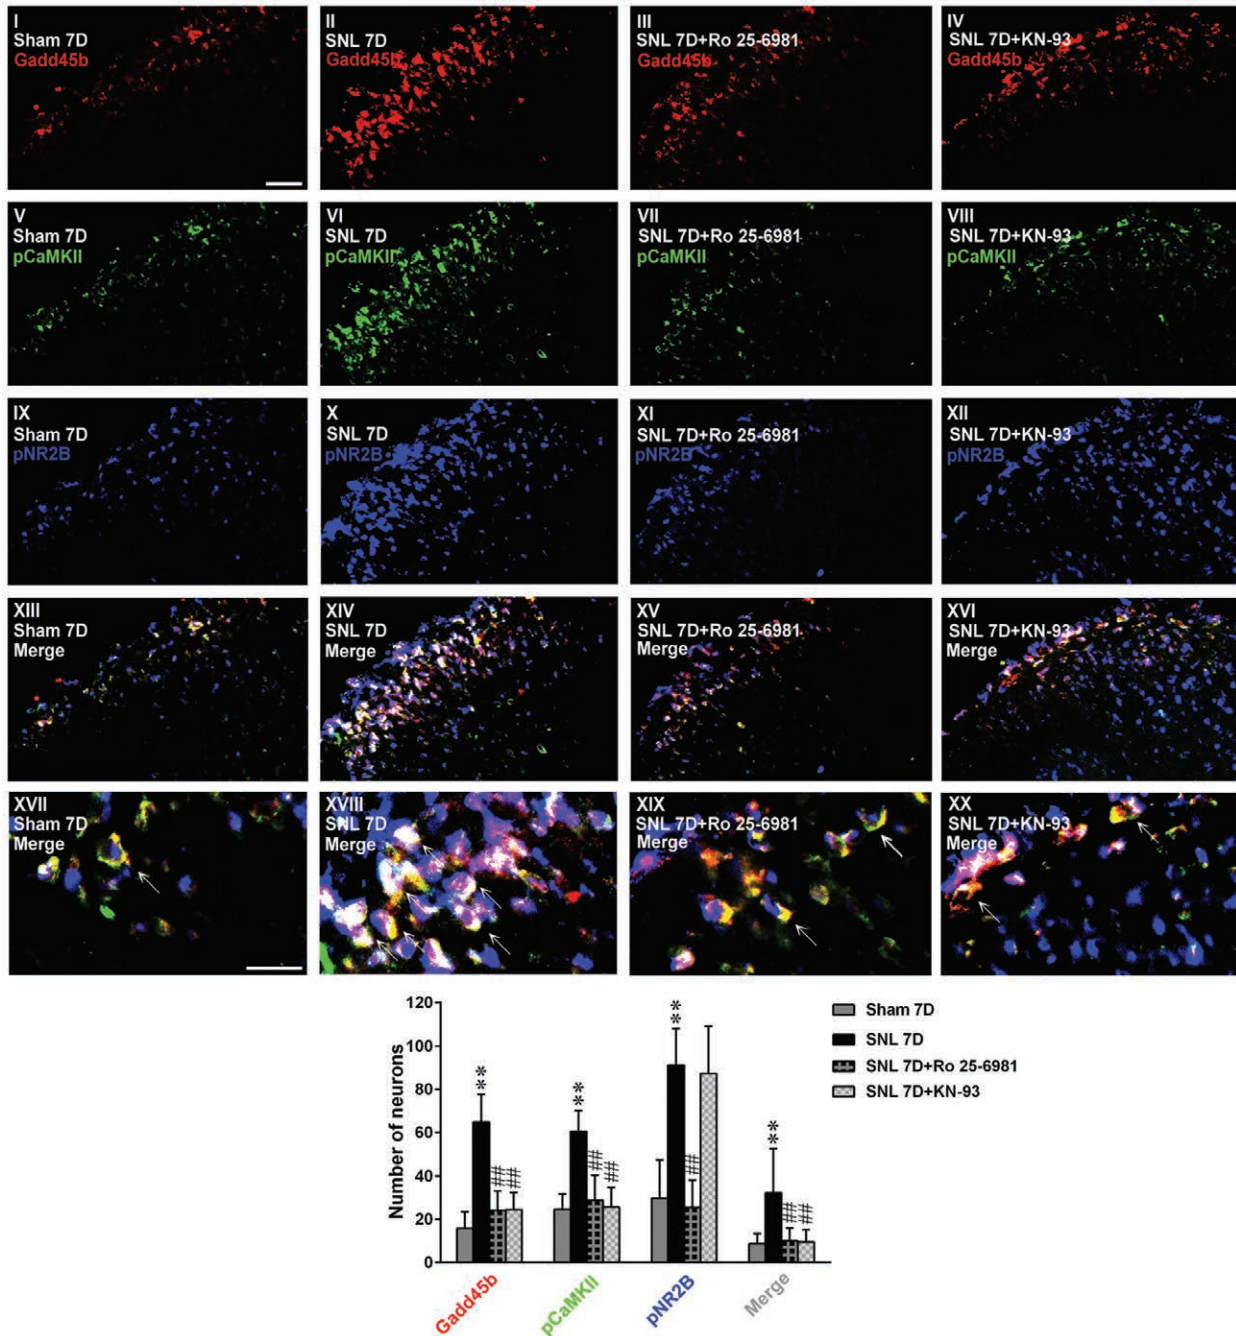 I
Sham 7D
Gadd45b
II
SNL 7D
Gadd45b
III
SNL 7D+Ro 25-6981
Gadd45b
IV
SNL 7D+KN-93
Gadd45b
V
Sham 7D
pCaMKII
VI
SNL 7D
pCaMKII
VII
SNL 7D+Ro 25-6981
pCaMKII
VIII
SNL 7D+KN-93
pCaMKII
IX
Sham 7D
pNR2B
X
SNL 7D
pNR2B
XI
SNL 7D+Ro 25-6981
pNR2B
XII
SNL 7D+KN-93
pNR2B
XIII
Sham 7D
Merge
XIV
SNL 7D
Merge
XV
SNL 7D+Ro 25-6981
Merge
XVI
SNL 7D+KN-93
Merge
XVII
Sham 7D
Merge
XVIII
SNL 7D
Merge
XIX
SNL 7D+Ro 25-6981
Merge
XX
SNL 7D+KN-93
Merge
Number of neurons
120
100
80
60
40
20
0
**
##
##
**
##
##
**
##
**
##
##
Gadd45b
pCaMKII
pNR2B
Merge
Sham 7D
SNL 7D
SNL 7D+Ro 25-6981
SNL 7D+KN-93